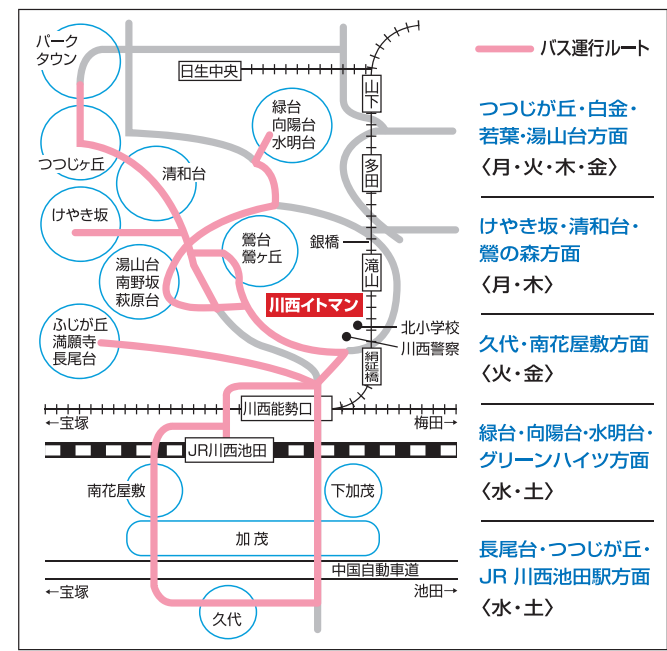 パーク
タウン
日生中央
山下
緑台
向陽台
水明台
つつじヶ丘
清和台
多田
けやき坂
鶯台
鶯ヶ丘
銀橋
湯山台
南野坂
萩原台
滝山
川西イトマン
ふじが丘
満願寺
長尾台
北小学校
川西警察
絹延橋
川西能勢口
←宝塚
梅田→
JR川西池田
南花屋敷
下加茂
加茂
中国自動車道
←宝塚
池田→
久代
バス運行ルート
つつじが丘・白金・
若葉・湯山台方面
〈月・火・木・金〉
けやき坂・清和台・
鶯の森方面
〈月・木〉
久代・南花屋敷方面
〈火・金〉
緑台・向陽台・水明台・
グリーンハイツ方面
〈水・土〉
長尾台・つつじが丘・
JR 川西池田駅方面
〈水・土〉